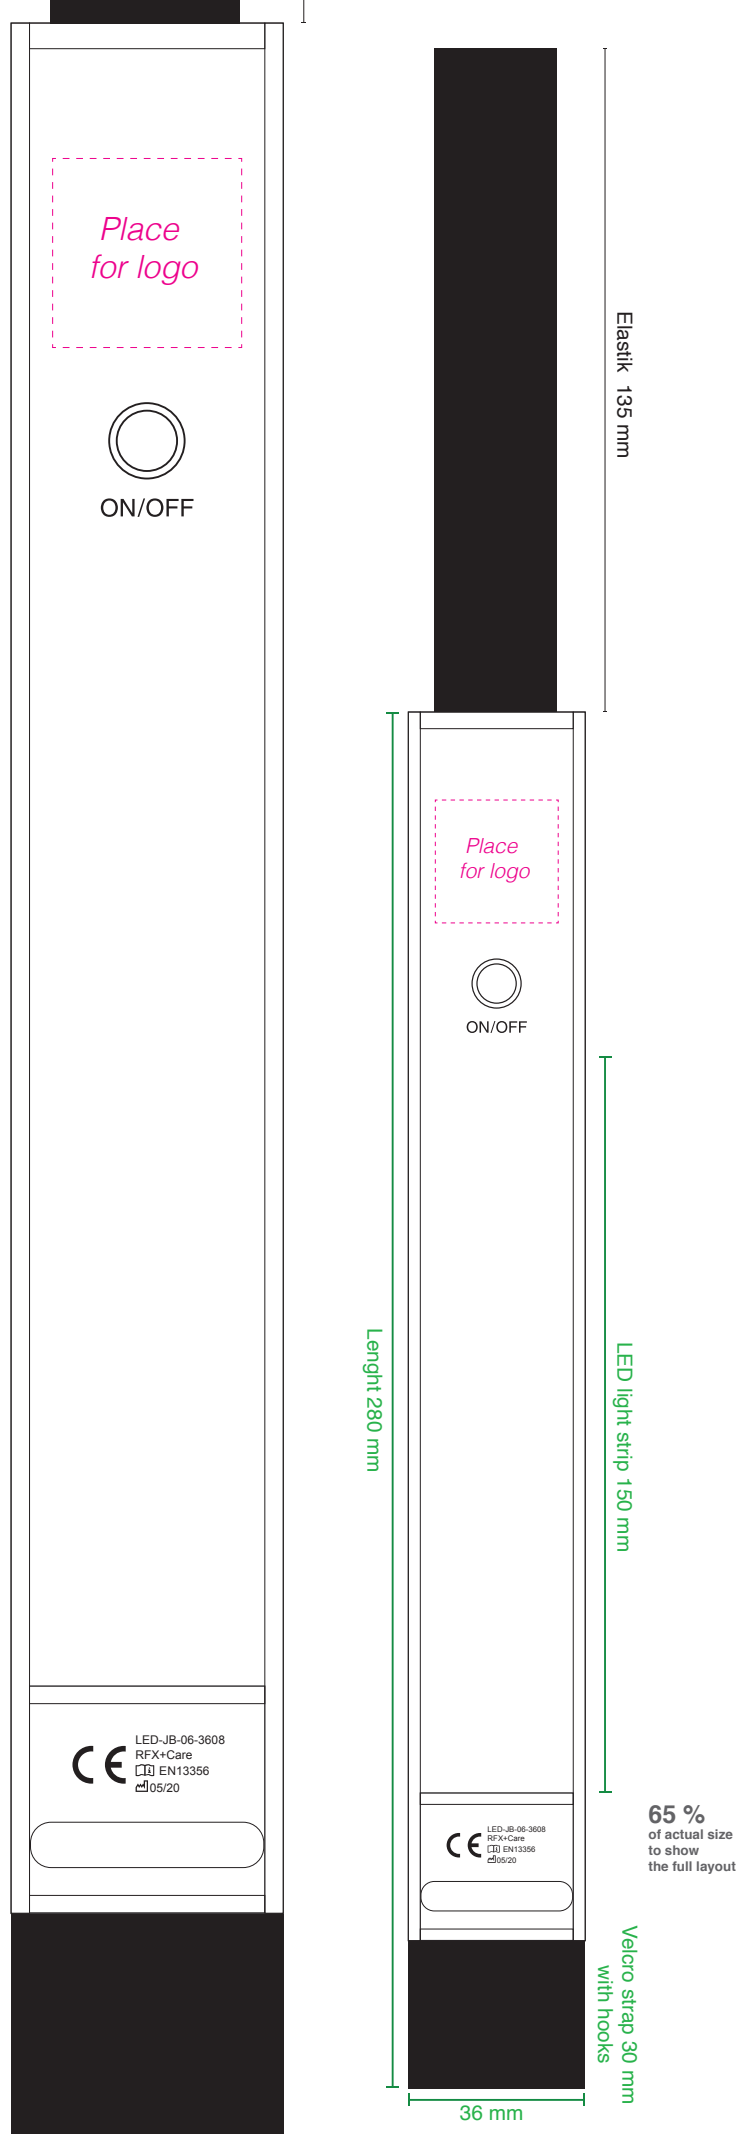 Place
for logo
ON/OFF
CE
LED-JB-06-3608
RFX+Care
EN13356
05/20
Elastik 135 mm
Place
for logo
ON/OFF
Lenght 280 mm
LED light strip 150 mm
CE
LED-JB-06-3608
RFX+Care
EN13356
05/20
65 %
of actual size
to show
the full layout
Velcro strap 30 mm
with hooks
36 mm